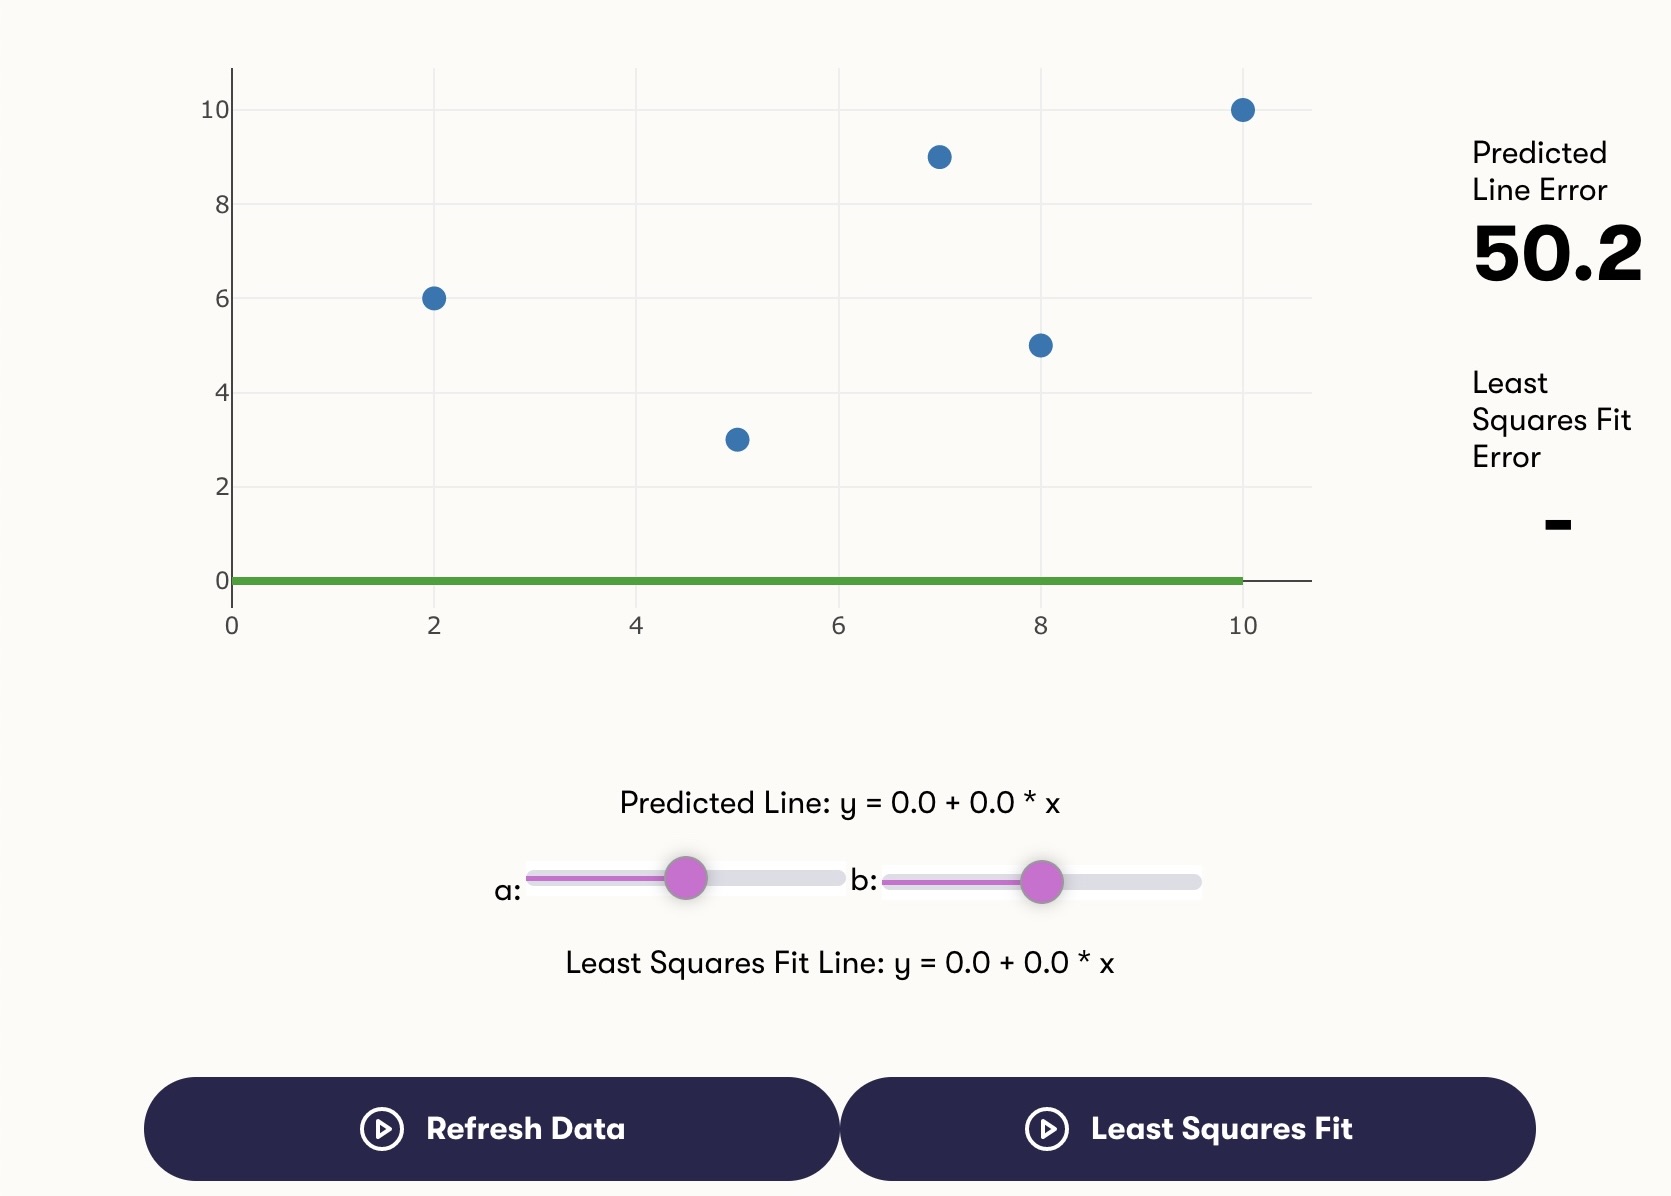 10
8
6
4
2
0
0 2 4 6 8 10
Predicted
Line Error
50.2
Least
Squares Fit
Error
-
Predicted Line: y = 0.0 + 0.0 * x
a: b:
Least Squares Fit Line: y = 0.0 + 0.0 * x
Refresh Data
Least Squares Fit